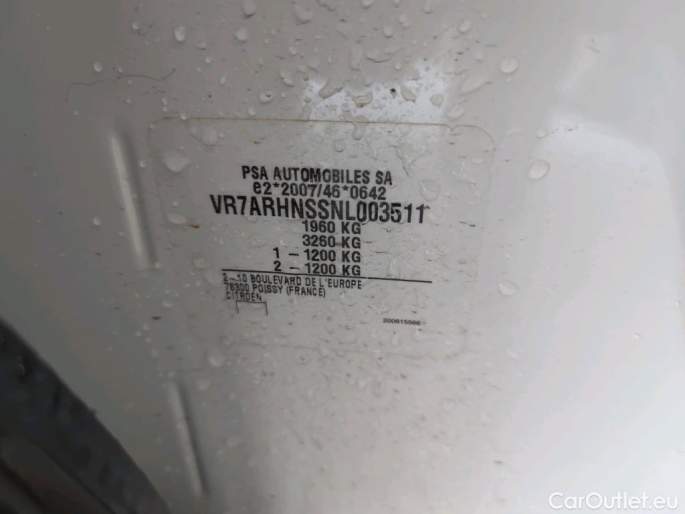 PSA AUTOMOBILES SA
e2*2007/46*0642
VR7ARHNSSNL003511
1960 KG
3260 KG
1 - 1200 KG
2 - 1200 KG
2-10 BOULEVARD DE L'EUROPE
78300 POISSY (FRANCE)
CITROEN
CarOutlet.eu